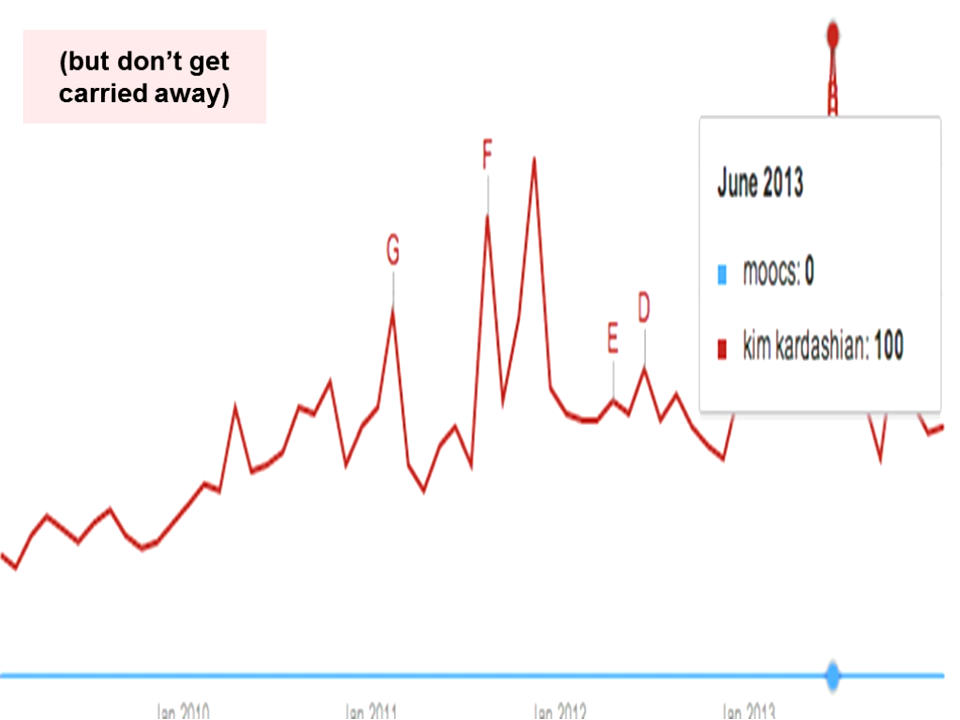 (but don’t get
carried away)
F
G
June 2013
moocs: 0
D
E
kim kardashian: 100
Jan 2010
Jan 2011
Jan 2012
Jan 2013